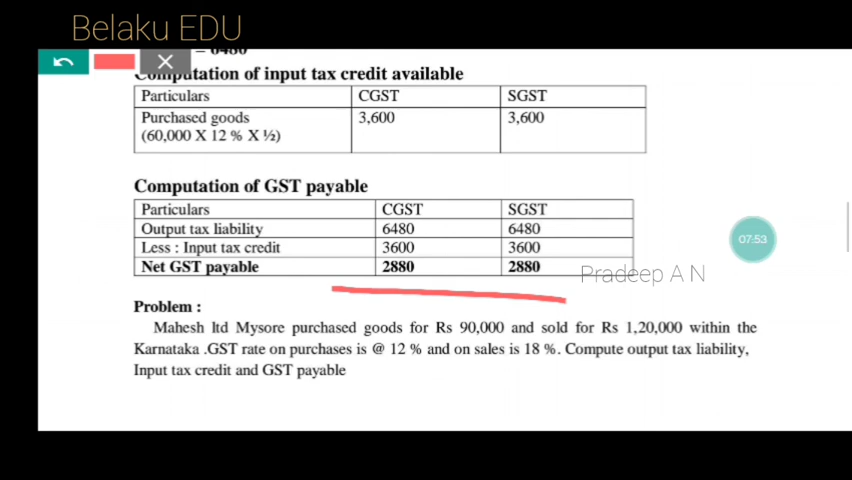 Belaku EDU
= 6480
Computation of input tax credit available
Particulars CGST SGST
Purchased goods 3,600 3,600
(60,000 X 12 % X ½)
Computation of GST payable
Particulars CGST SGST
Output tax liability 6480 6480
Less : Input tax credit 3600 3600
Net GST payable 2880 2880
07:53
Pradeep A N
Problem :
Mahesh ltd Mysore purchased goods for Rs 90,000 and sold for Rs 1,20,000 within the
Karnataka .GST rate on purchases is @ 12 % and on sales is 18 %. Compute output tax liability,
Input tax credit and GST payable